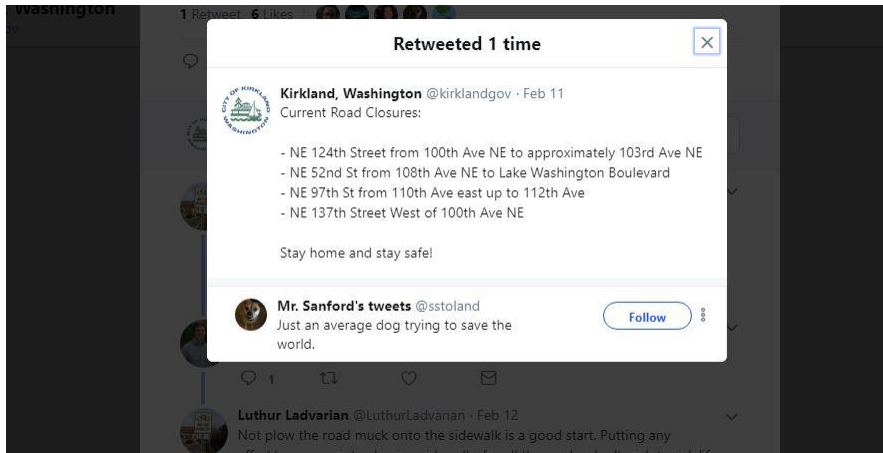 Washington
1 Retweet 6 Likes
Retweeted 1 time
CITY OF KIRKLAND
WASHINGTON
Kirkland, Washington @kirklandgov · Feb 11
Current Road Closures:
- NE 124th Street from 100th Ave NE to approximately 103rd Ave NE
- NE 52nd St from 108th Ave NE to Lake Washington Boulevard
- NE 97th St from 110th Ave east up to 112th Ave
- NE 137th Street West of 100th Ave NE
Stay home and stay safe!
Mr. Sanford's tweets @sstoland
Just an average dog trying to save the
world.
Follow
1
Luthur Ladvarian @LuthurLadvarian · Feb 12
Not plow the road muck onto the sidewalk is a good start. Putting any